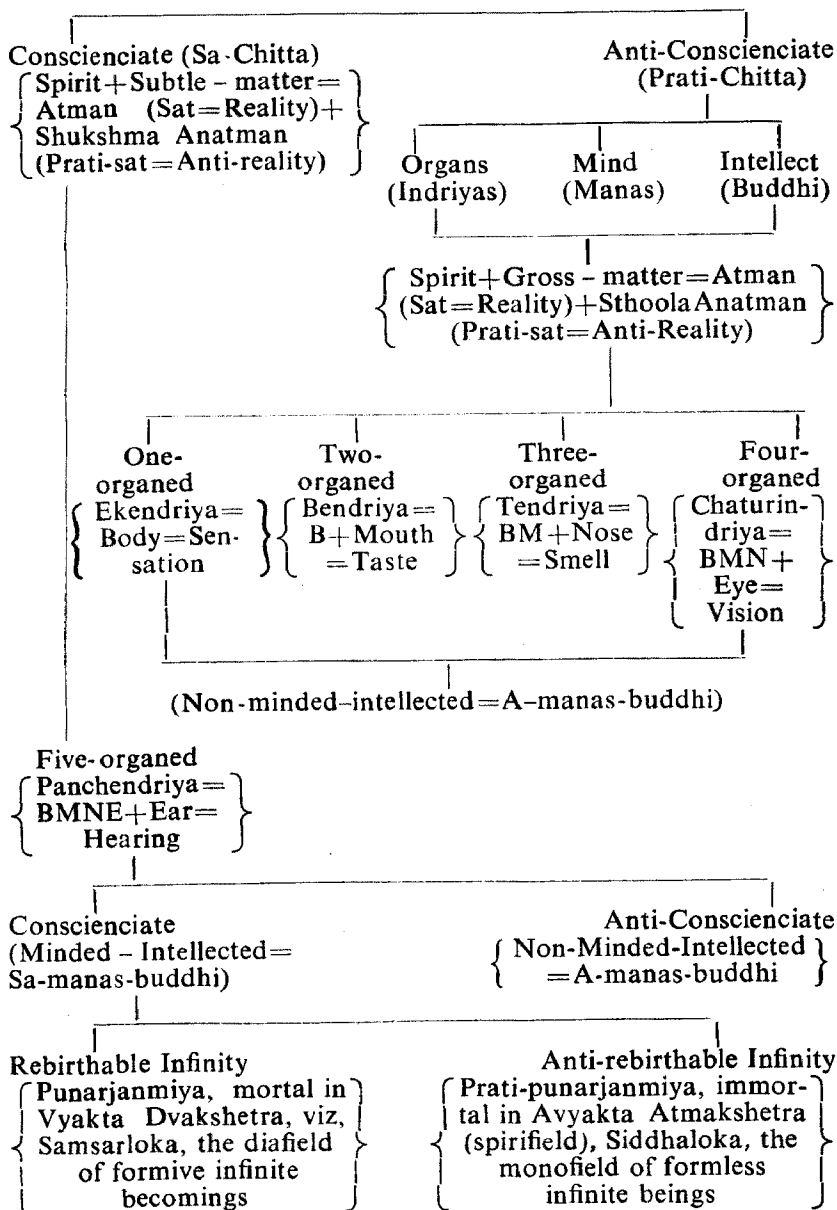 Conscienciate (Sa-Chitta)
Spirit+Subtle – matter=
Atman (Sat=Reality)+
Shukshma Anatman
(Prati-sat=Anti-reality)
Anti-Conscienciate
(Prati-Chitta)
Organs
(Indriyas)
Mind
(Manas)
Intellect
(Buddhi)
Spirit+Gross – matter=Atman
(Sat=Reality)+Sthoola Anatman
(Prati-sat=Anti-Reality)
One-
organed
Ekendriya=
Body=Sen-
sation
Two-
organed
Bendriya=
B+Mouth
=Taste
Three-
organed
Tendriya=
BM+Nose
=Smell
Four-
organed
Chaturin-
driya=
BMN+
Eye=
Vision
(Non-minded–intellected=A–manas-buddhi)
Five-organed
Panchendriya=
BMNE+Ear=
Hearing
Conscienciate
(Minded – Intellected=
Sa-manas-buddhi)
Anti-Conscienciate
Non-Minded-Intellected
=A-manas-buddhi
Rebirthable Infinity
Punarjanmiya, mortal in
Vyakta Dvakshetra, viz,
Samsarloka, the diafield
of formive infinite
becomings
Anti-rebirthable Infinity
Prati-punarjanmiya, immor-
tal in Avyakta Atmakshetra
(spirifield), Siddhaloka, the
monofield of formless
infinite beings